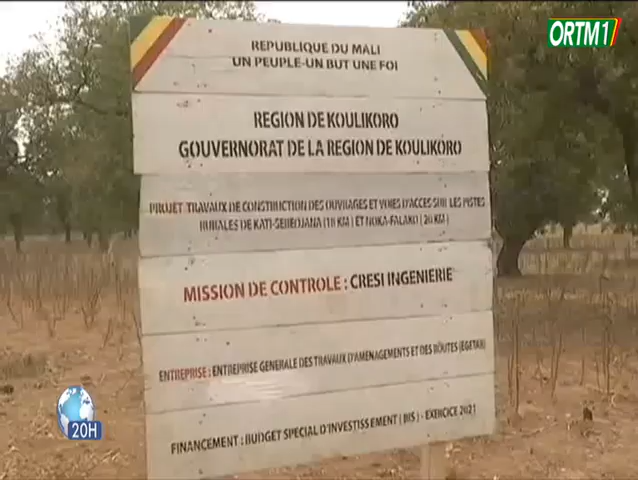 ORTM1
REPUBLIQUE DU MALI
UN PEUPLE-UN BUT UNE FOI
REGION DE KOULIKORO
GOUVERNORAT DE LA REGION DE KOULIKORO
PROJET TRAVAUX DE CONSTRUCTION DES OUVRAGES ET VOIES D'ACCES SUR LES PISTES
RURALES DE KATI-SEBEDJANA (18 KM) ET NOKA-FALAKO (20 KM)
MISSION DE CONTROLE : CRESI INGENIERIE
ENTREPRISE : ENTREPRISE GENERALE DES TRAVAUX D'AMENAGEMENTS ET DES ROUTES (EGETAR)
FINANCEMENT : BUDGET SPECIAL D'INVESTISSEMENT ( BIS ) - EXERCICE 2021
20H